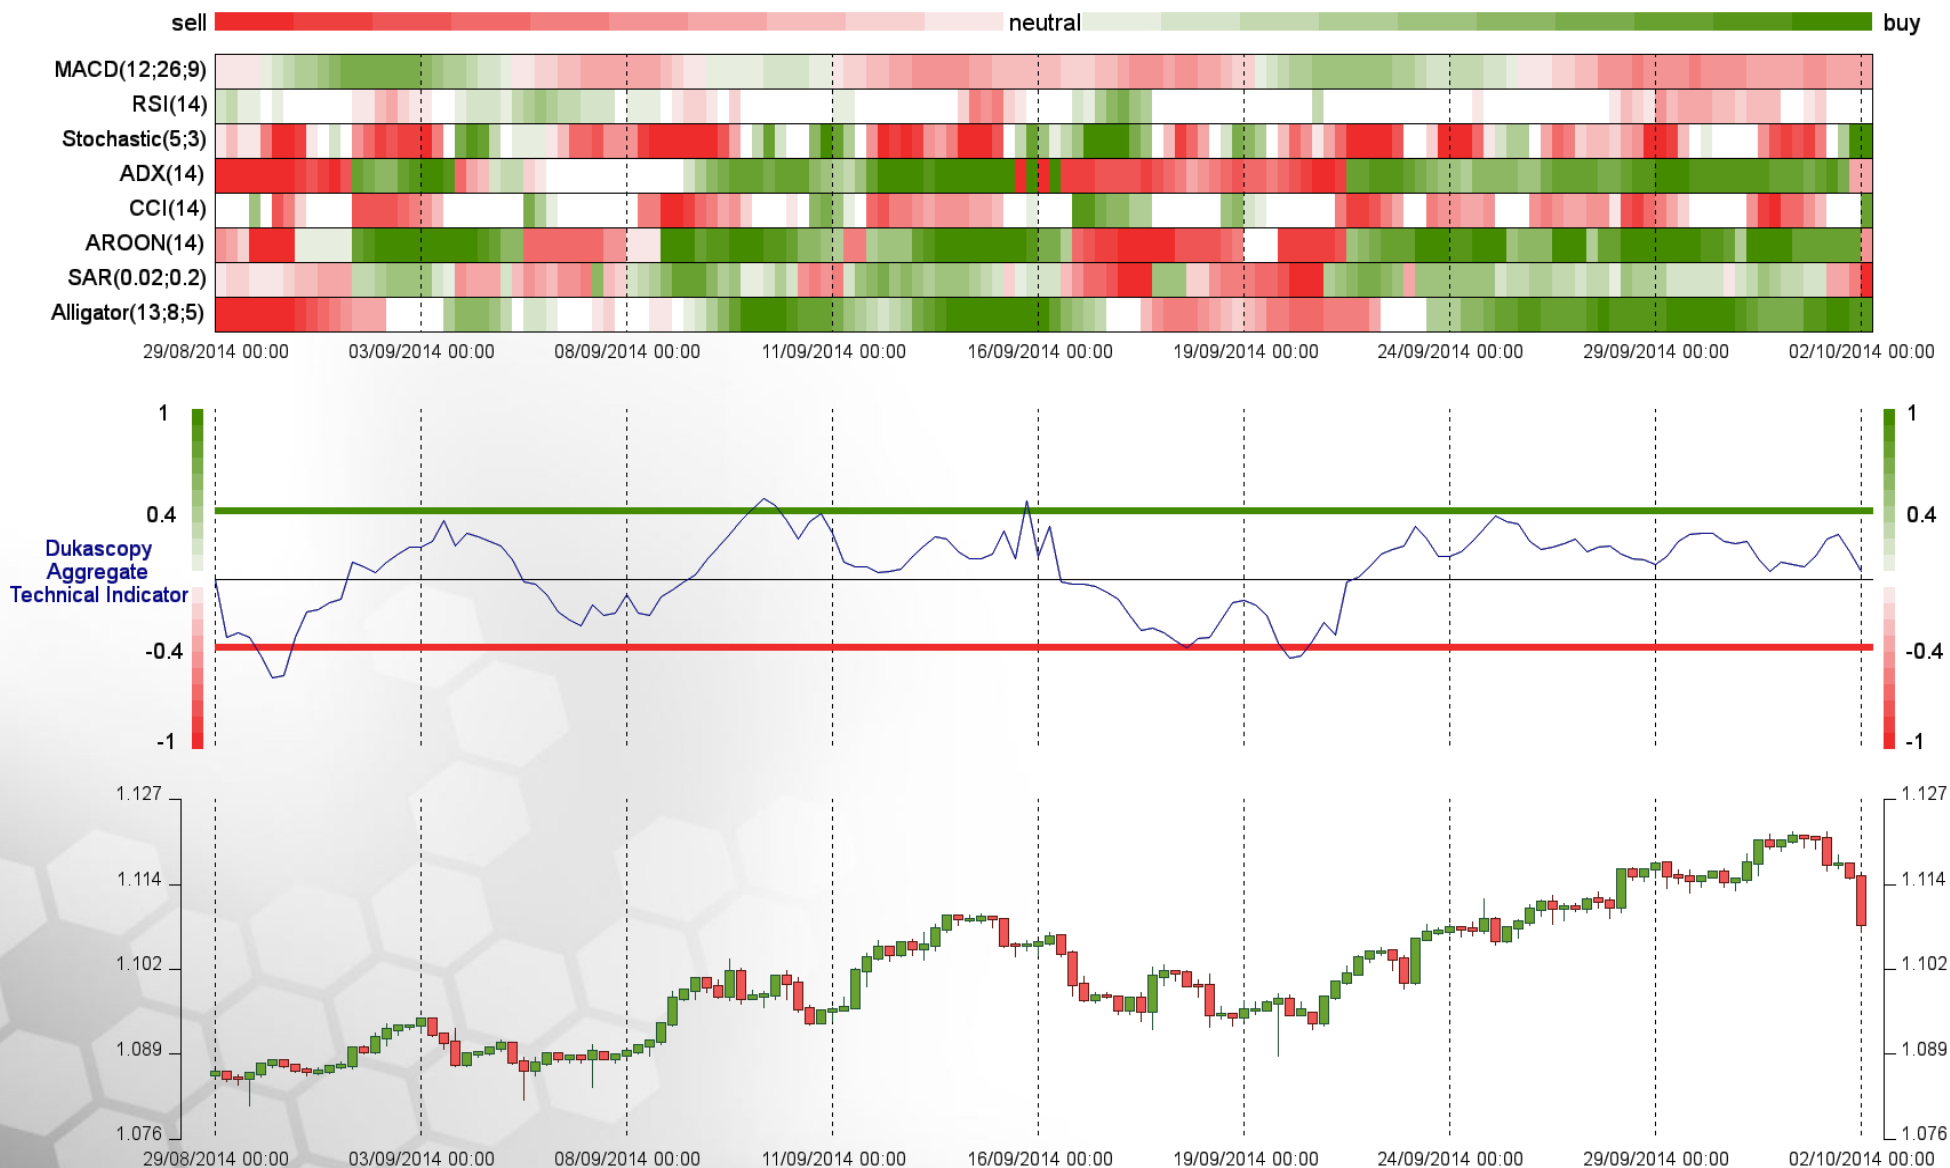 sell neutral buy
MACD(12;26;9)
RSI(14)
Stochastic(5;3)
ADX(14)
CCI(14)
AROON(14)
SAR(0.02;0.2)
Alligator(13;8;5)
29/08/2014 00:00 03/09/2014 00:00 08/09/2014 00:00 11/09/2014 00:00 16/09/2014 00:00 19/09/2014 00:00 24/09/2014 00:00 29/09/2014 00:00 02/10/2014 00:00
1 1
0.4 0.4
Dukascopy
Aggregate
Technical Indicator
-0.4 -0.4
-1 -1
1.127 1.127
1.114 1.114
1.102 1.102
1.089 1.089
1.076 1.076
29/08/2014 00:00 03/09/2014 00:00 08/09/2014 00:00 11/09/2014 00:00 16/09/2014 00:00 19/09/2014 00:00 24/09/2014 00:00 29/09/2014 00:00 02/10/2014 00:00